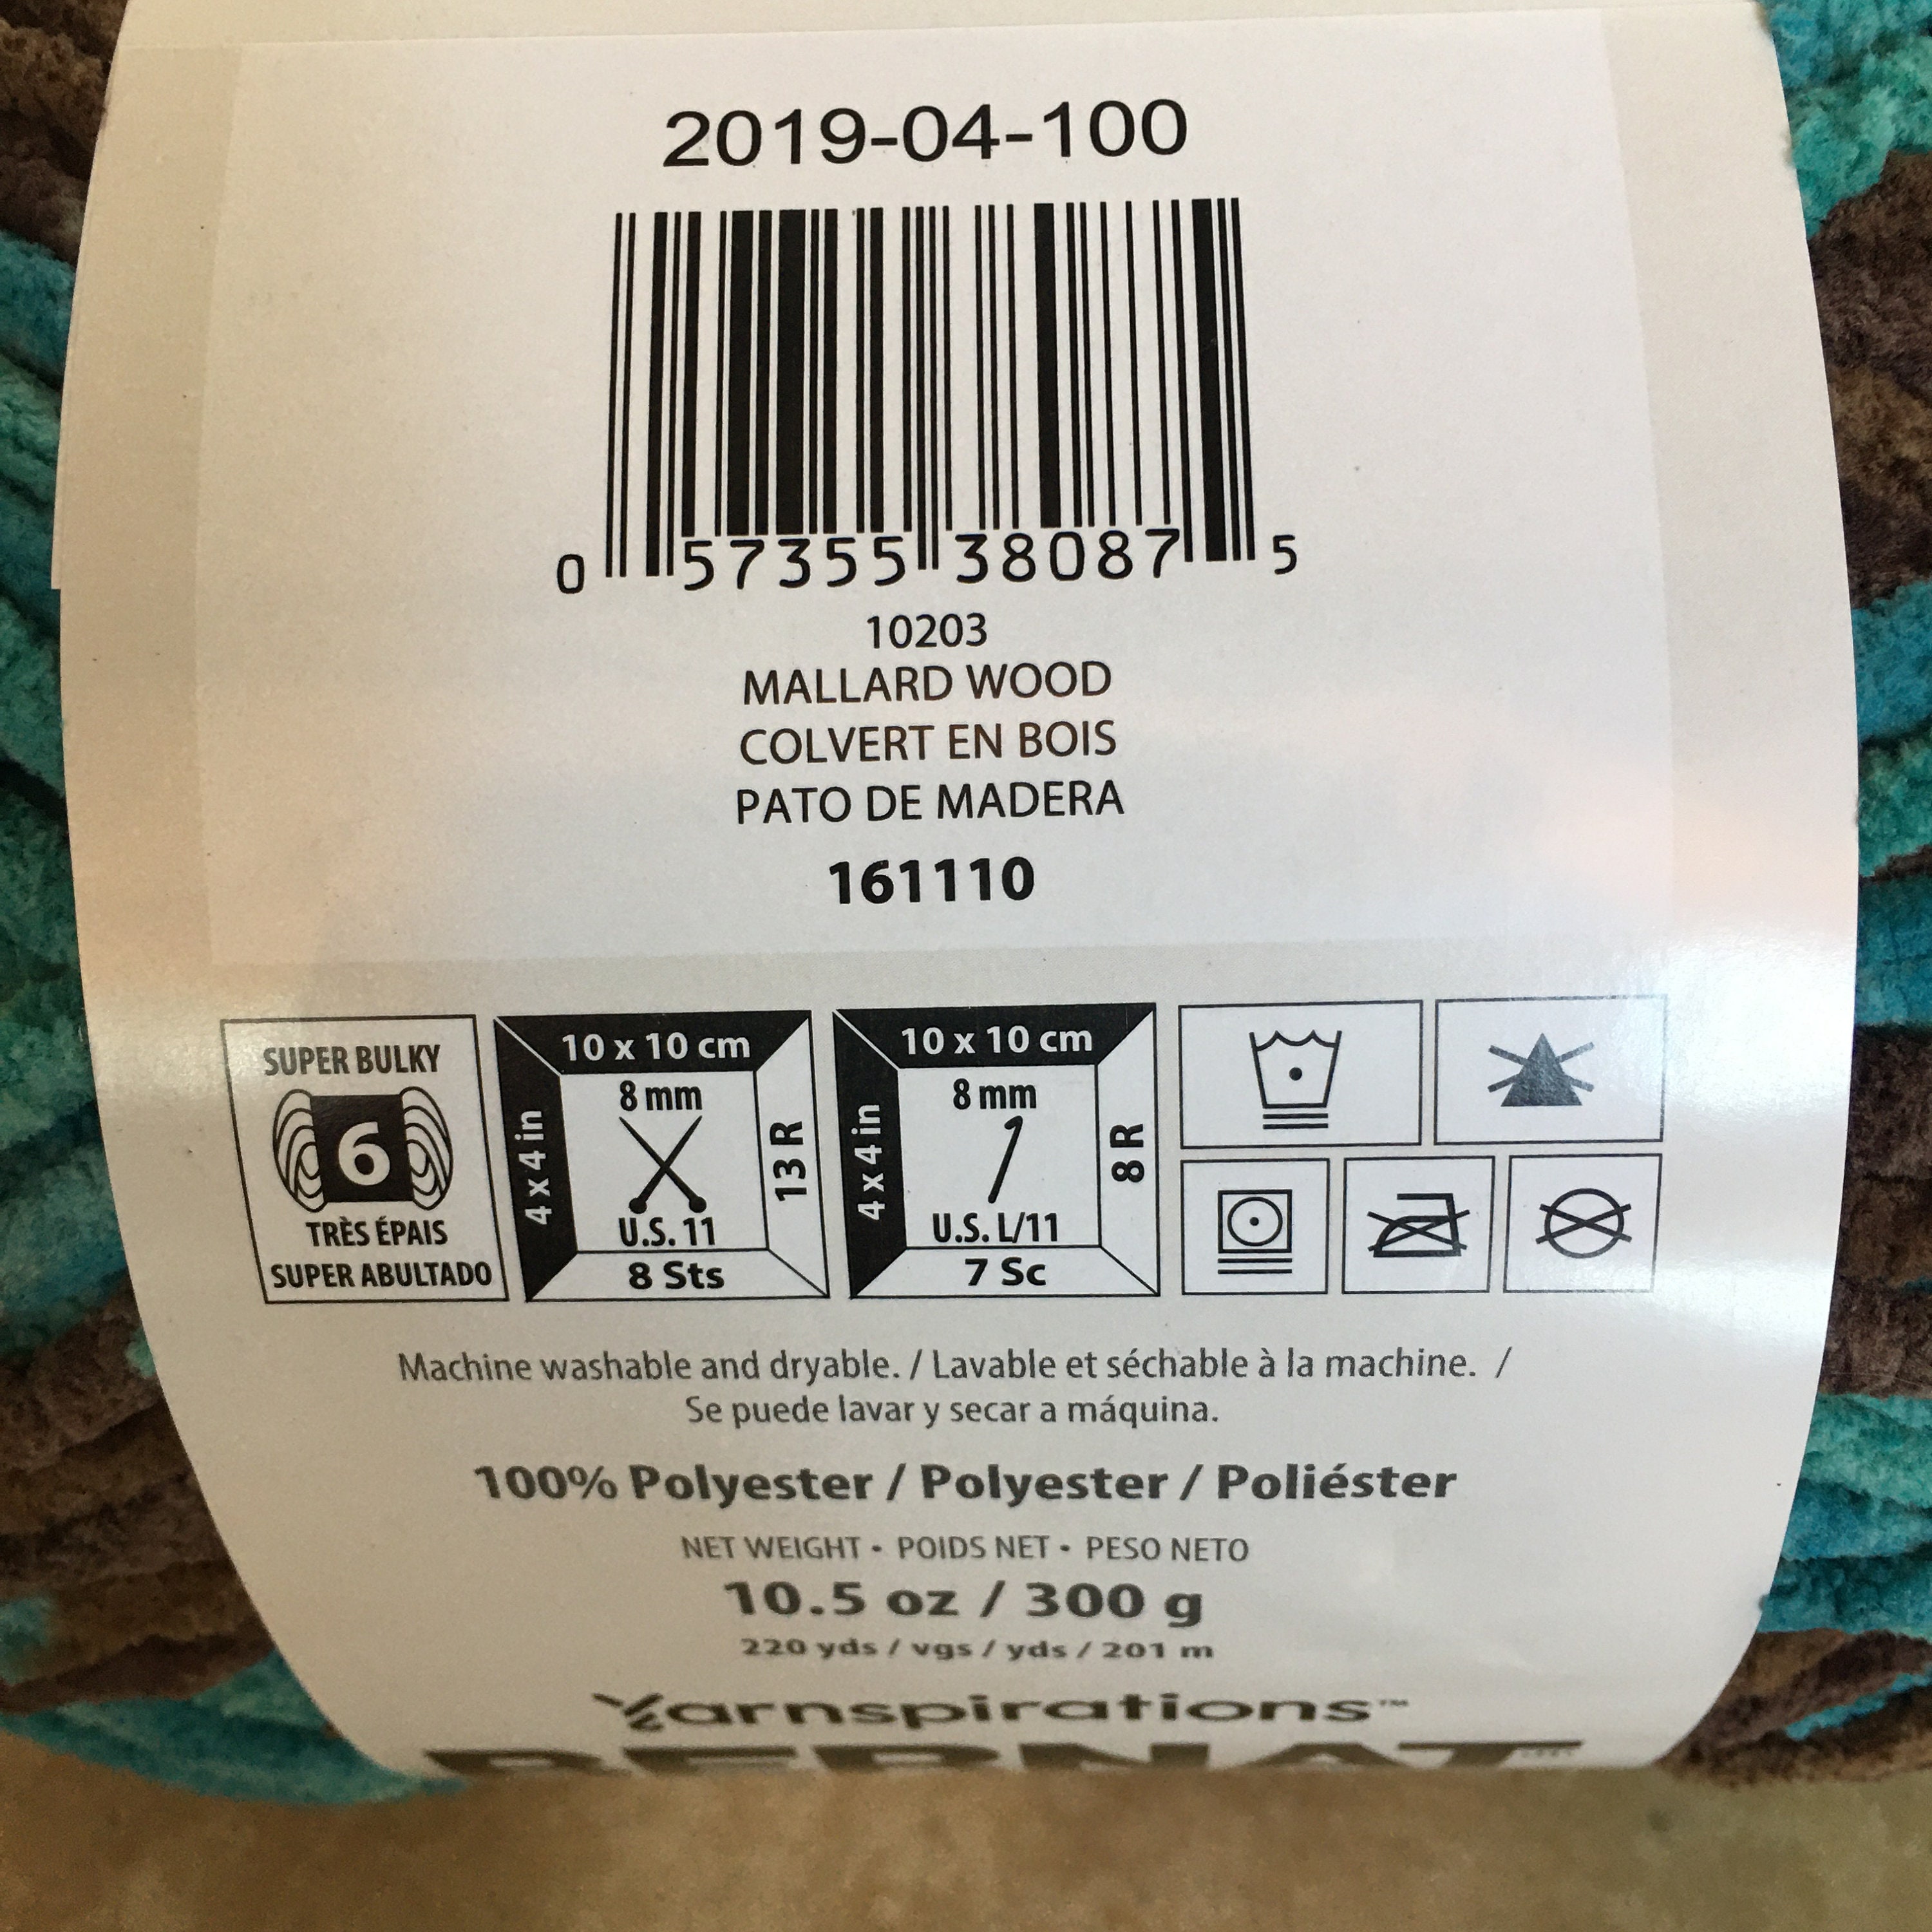 2019-04-100
0 57355 38087 5
10203
MALLARD WOOD
COLVERT EN BOIS
PATO DE MADERA
161110
SUPER BULKY
6
TRÈS ÉPAIS
SUPER ABULTADO
10 x 10 cm
4 x 4 in
8 mm
13 R
U.S. 11
8 Sts
10 x 10 cm
4 x 4 in
8 mm
8 R
U.S. L/11
7 Sc
Machine washable and dryable. / Lavable et séchable à la machine. /
Se puede lavar y secar a máquina.
100% Polyester / Polyester / Poliéster
NET WEIGHT • POIDS NET • PESO NETO
10.5 oz / 300 g
220 yds / vgs / yds / 201 m
Yarnspirations™
BERNAT